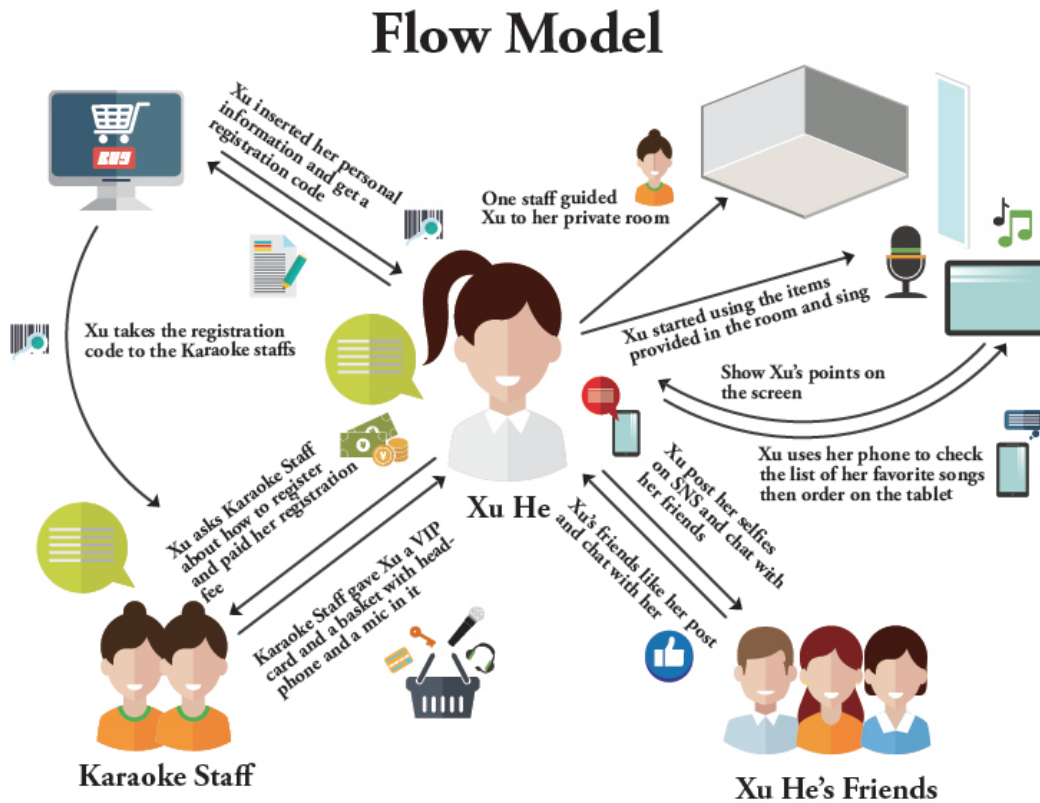 Flow Model
BUY
Xu inserted her personal
information and get a
registration code
One staff guided
Xu to her private room
Xu started using the items
provided in the room and sing
Xu takes the registration
code to the Karaoke staffs
Show Xu's points on
the screen
Xu uses her phone to check
the list of her favorite songs
then order on the tablet
Xu He
Xu asks Karaoke Staff
about how to register
and paid her registration
fee
Karaoke Staff gave Xu a VIP
card and a basket with head-
phone and a mic in it
Xu post her selfies
on SNS and chat with
her friends
Xu's friends like her post
and chat with her
Karaoke Staff
Xu He's Friends